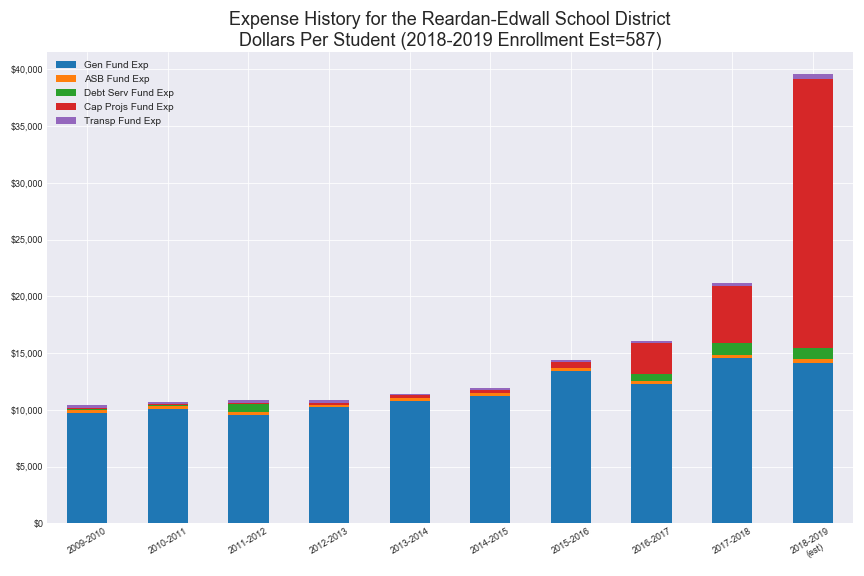 Expense History for the Reardan-Edwall School District
Dollars Per Student (2018-2019 Enrollment Est=587)
Gen Fund Exp
ASB Fund Exp
Debt Serv Fund Exp
Cap Projs Fund Exp
Transp Fund Exp
$40,000
$35,000
$30,000
$25,000
$20,000
$15,000
$10,000
$5,000
$0
2009-2010
2010-2011
2011-2012
2012-2013
2013-2014
2014-2015
2015-2016
2016-2017
2017-2018
2018-2019
(est)